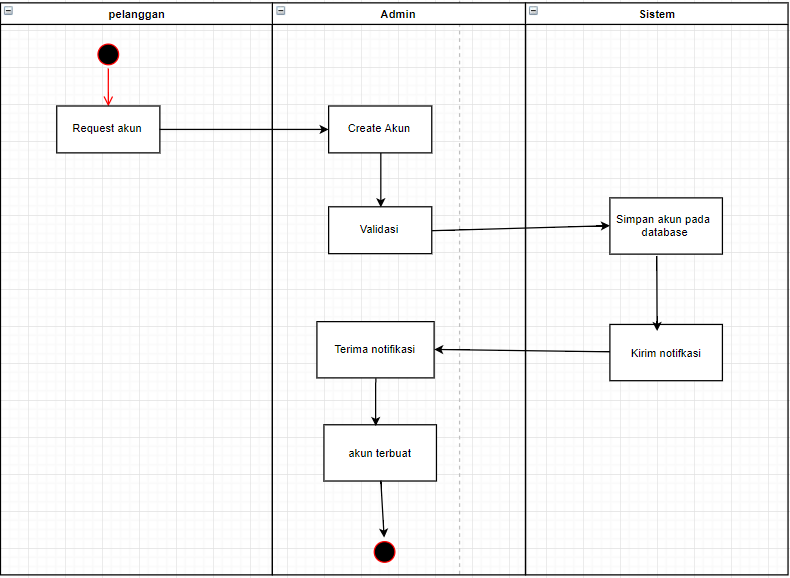 pelanggan
Admin
Sistem
Request akun
Create Akun
Validasi
Simpan akun pada
database
Terima notifikasi
Kirim notifkasi
akun terbuat